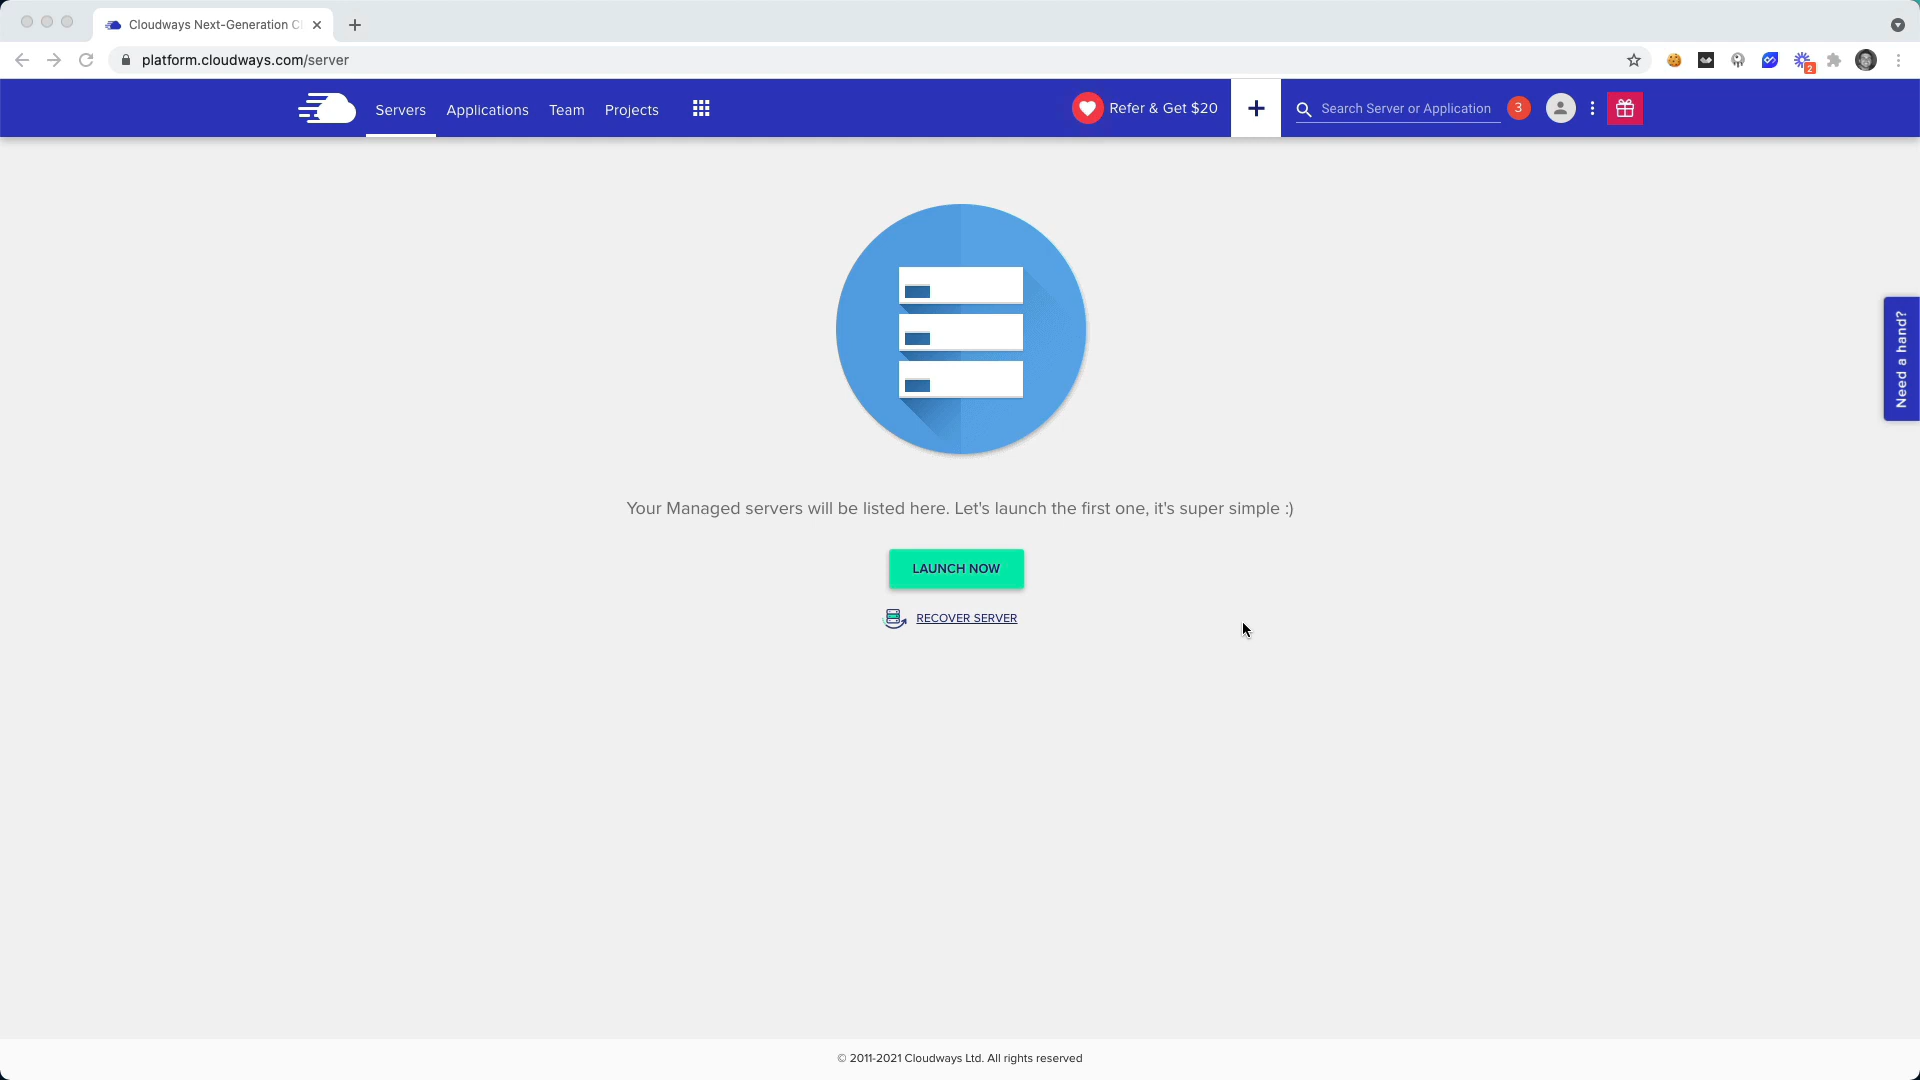 Cloudways Next-Generation C
platform.cloudways.com/server
2
Servers
Applications
Team
Projects
Refer & Get $20
Search Server or Application
3
Need a hand?
Your Managed servers will be listed here. Let's launch the first one, it's super simple :)
LAUNCH NOW
RECOVER SERVER
© 2011-2021 Cloudways Ltd. All rights reserved